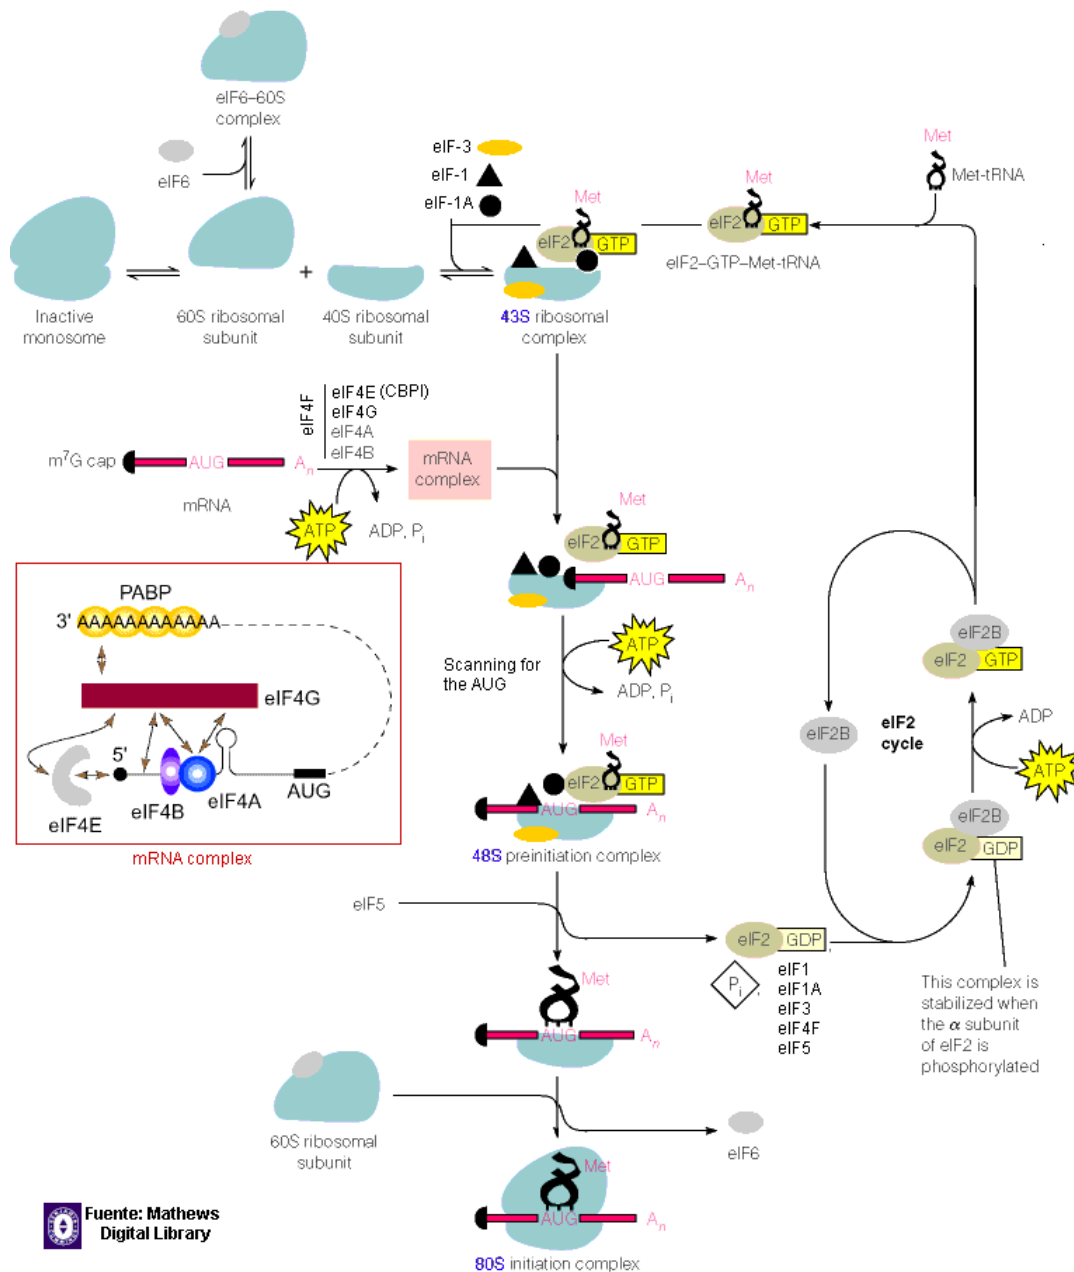 eIF6–60S
complex
eIF6
Inactive
monosome
60S ribosomal
subunit
+
40S ribosomal
subunit
eIF-3
eIF-1
eIF-1A
Met
eIF2
GTP
43S ribosomal
complex
Met
eIF2
GTP
eIF2–GTP–Met-tRNA
Met
Met-tRNA
m⁷G cap
AUG
Aₙ
mRNA
eIF4F
eIF4E (CBPI)
eIF4G
eIF4A
eIF4B
ATP
ADP, Pᵢ
mRNA
complex
Met
eIF2
GTP
AUG
Aₙ
PABP
3' AAAAAAAAAAAA
eIF4G
5'
eIF4E
eIF4B
eIF4A
AUG
mRNA complex
Scanning for
the AUG
ATP
ADP, Pᵢ
Met
eIF2
GTP
AUG
Aₙ
48S preinitiation complex
eIF2B
eIF2
GTP
eIF2B
eIF2
cycle
ADP
ATP
eIF2B
eIF2
GDP
This complex is
stabilized when
the α subunit
of eIF2 is
phosphorylated
eIF5
eIF2
GDP,
Pᵢ,
eIF1
eIF1A
eIF3
eIF4F
eIF5
Met
AUG
Aₙ
60S ribosomal
subunit
eIF6
Met
AUG
Aₙ
80S initiation complex
Fuente: Mathews
Digital Library